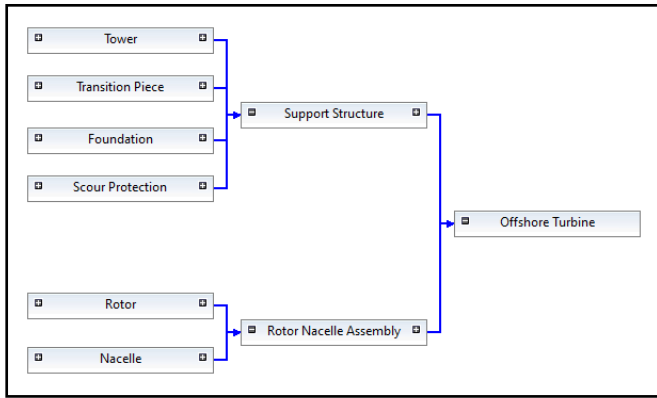 Tower
Transition Piece
Support Structure
Foundation
Scour Protection
Offshore Turbine
Rotor
Rotor Nacelle Assembly
Nacelle